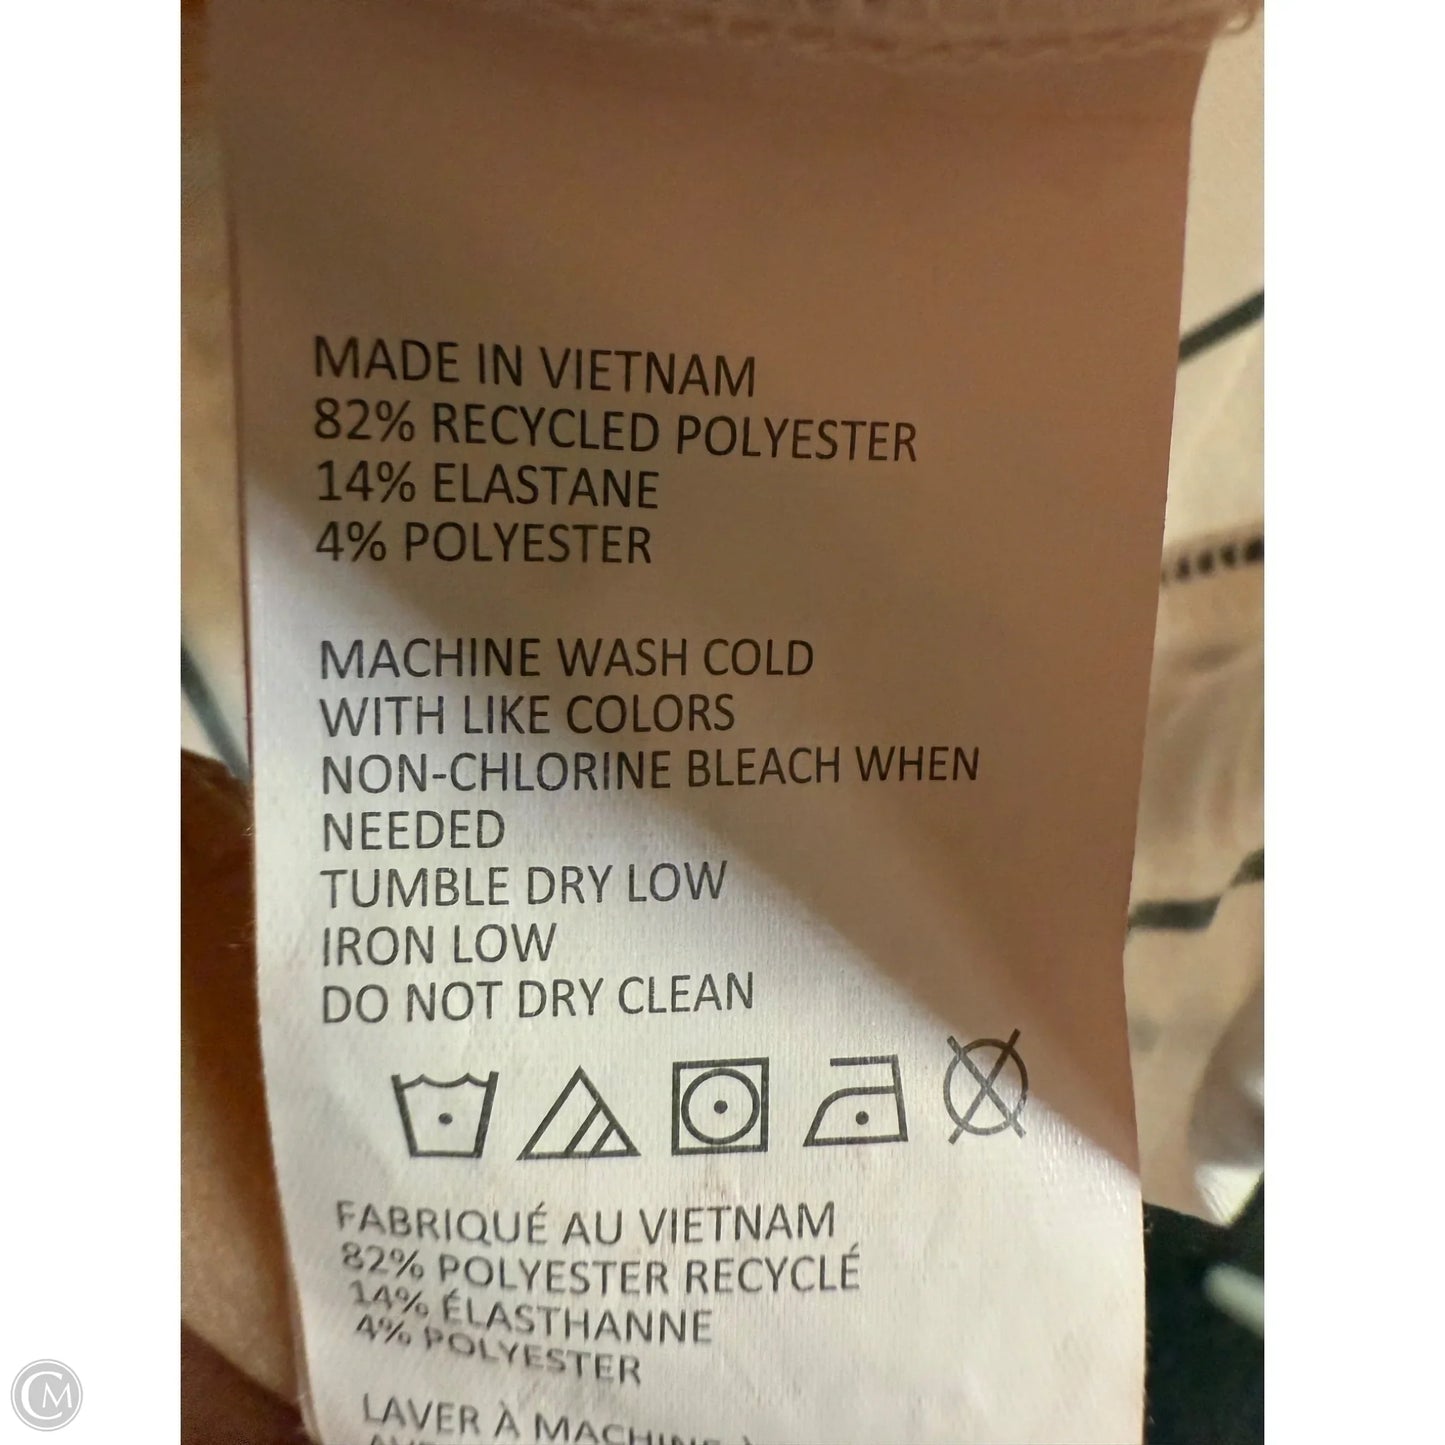 MADE IN VIETNAM
82% RECYCLED POLYESTER
14% ELASTANE
4% POLYESTER
MACHINE WASH COLD
WITH LIKE COLORS
NON-CHLORINE BLEACH WHEN
NEEDED
TUMBLE DRY LOW
IRON LOW
DO NOT DRY CLEAN
FABRIQUÉ AU VIETNAM
82% POLYESTER RECYCLÉ
14% ÉLASTHANNE
4% POLYESTER
LAVER À MACHINE À
CM